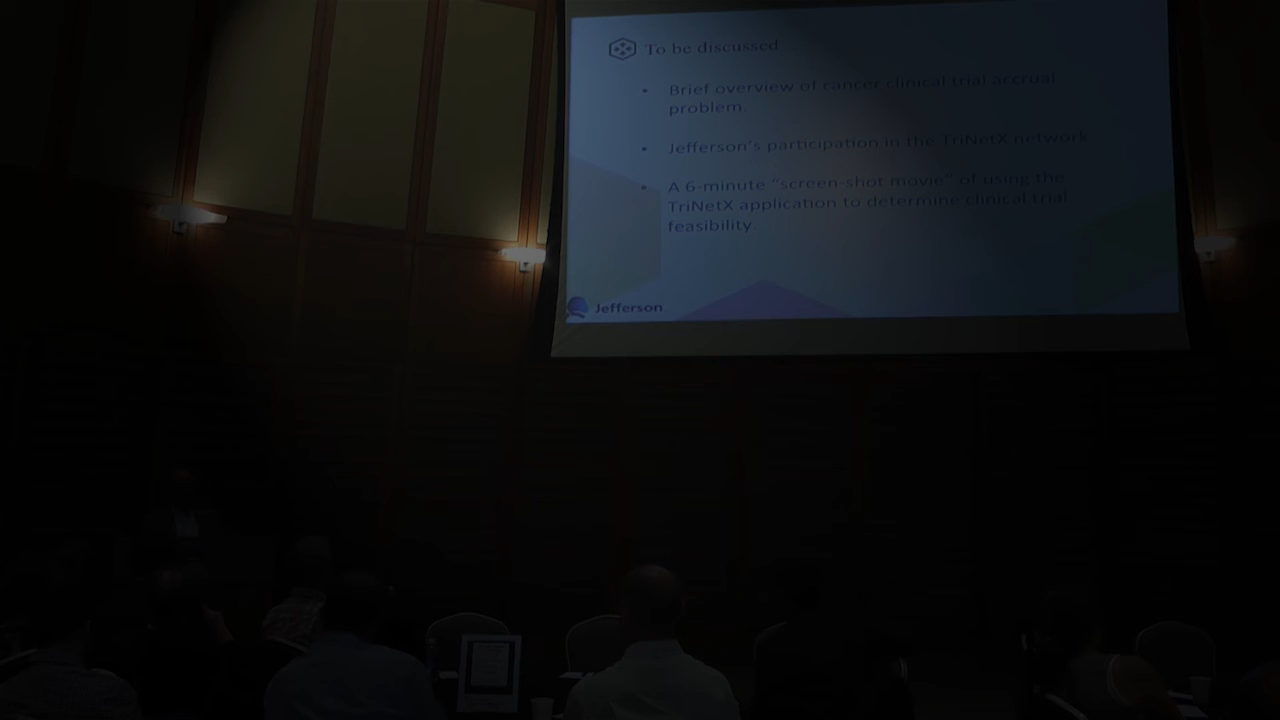 To be discussed
• Brief overview of cancer clinical trial accrual
problem
• Jefferson's participation in the TriNetX network
• A 6-minute "screen-shot movie" of using the
TriNetX application to determine clinical trial
feasibility.
Jefferson